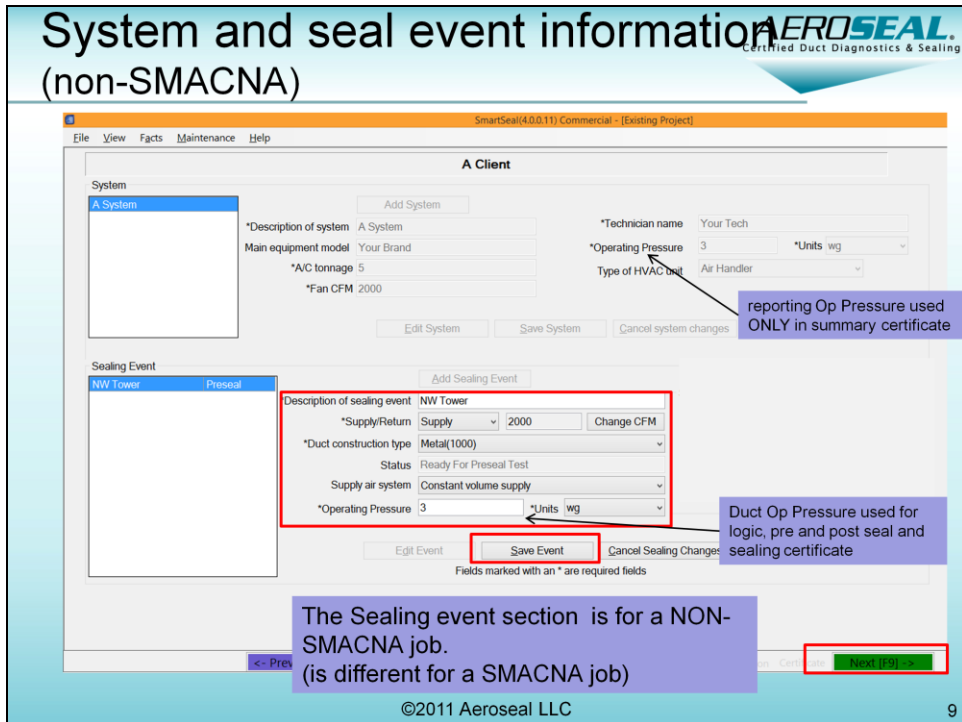 System and seal event information
(non-SMACNA)
AEROSEAL.
Certified Duct Diagnostics & Sealing
SmartSeal(4.0.0.11) Commercial - [Existing Project]
File View Facts Maintenance Help
A Client
System
A System
Add System
*Description of system A System
Main equipment model Your Brand
*A/C tonnage 5
*Fan CFM 2000
*Technician name Your Tech
*Operating Pressure 3 *Units wg
Type of HVAC unit Air Handler
reporting Op Pressure used
ONLY in summary certificate
Edit System Save System Cancel system changes
Sealing Event
NW Tower Preseal
Add Sealing Event
*Description of sealing event NW Tower
*Supply/Return Supply 2000 Change CFM
*Duct construction type Metal(1000)
Status Ready For Preseal Test
Supply air system Constant volume supply
*Operating Pressure 3 *Units wg
Duct Op Pressure used for
logic, pre and post seal and
sealing certificate
Edit Event Save Event Cancel Sealing Changes
Fields marked with an * are required fields
The Sealing event section is for a NON-
SMACNA job.
(is different for a SMACNA job)
<- Prev
Next [F9] ->
©2011 Aeroseal LLC
9